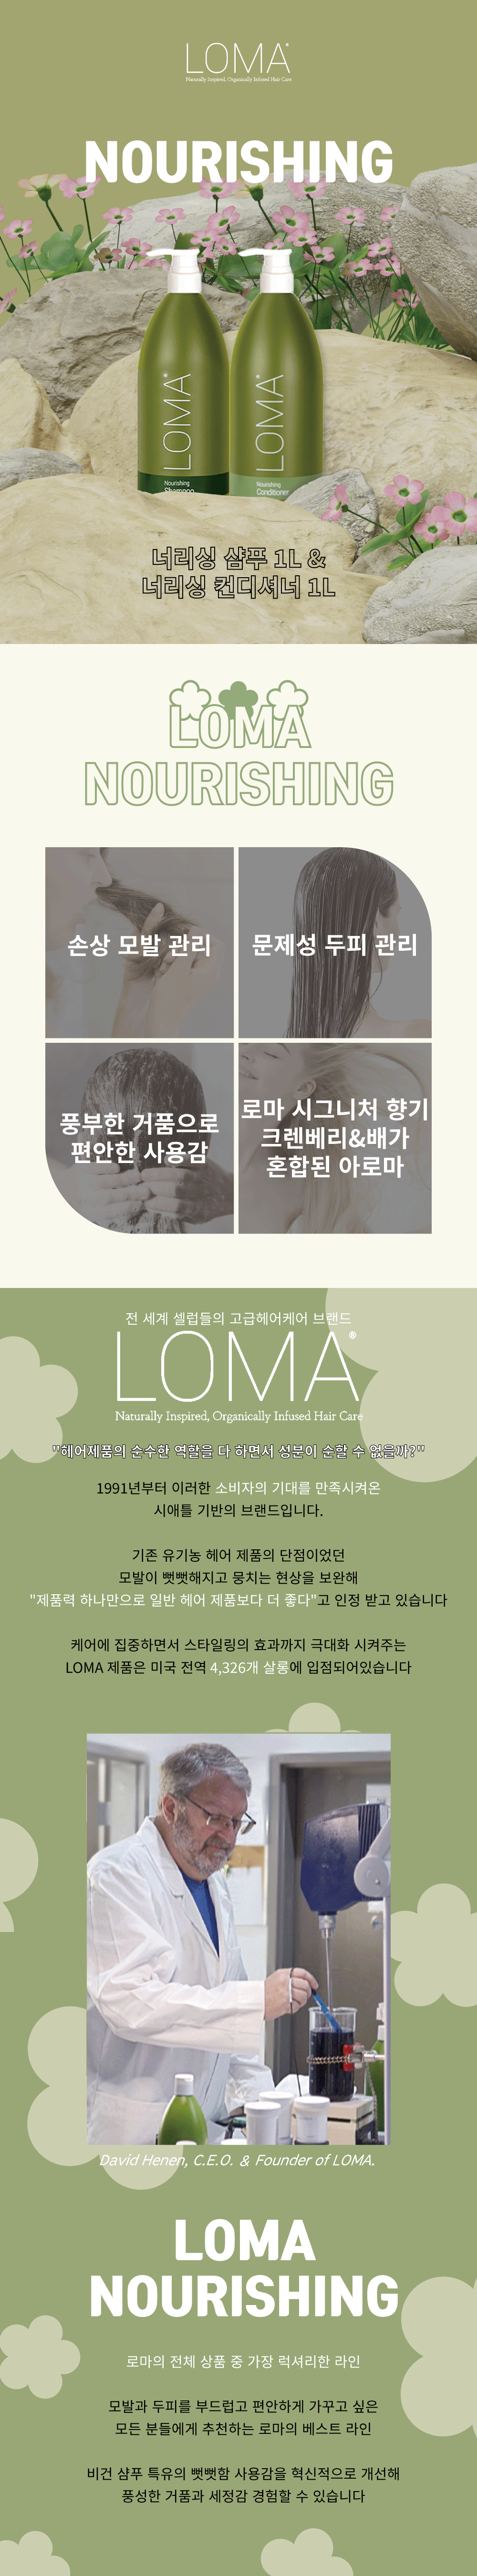 LOMA®
Naturally Inspired, Organically Infused Hair Care
NOURISHING
LOMA®
LOMA®
Nourishing
Shampoo
Nourishing
Conditioner
너리싱 샴푸 1L &
너리싱 컨디셔너 1L
LOMA
NOURISHING
손상 모발 관리
문제성 두피 관리
풍부한 거품으로
편안한 사용감
로마 시그니처 향기
크렌베리&배가
혼합된 아로마
전 세계 셀럽들의 고급헤어케어 브랜드
LOMA®
Naturally Inspired, Organically Infused Hair Care
"헤어제품의 순수한 역할을 다 하면서 성분이 순할 수 없을까?"
1991년부터 이러한 소비자의 기대를 만족시켜온
시애틀 기반의 브랜드입니다.
기존 유기농 헤어 제품의 단점이었던
모발이 뻣뻣해지고 뭉치는 현상을 보완해
"제품력 하나만으로 일반 헤어 제품보다 더 좋다"고 인정 받고 있습니다
케어에 집중하면서 스타일링의 효과까지 극대화 시켜주는
LOMA 제품은 미국 전역 4,326개 살롱에 입점되어있습니다
David Henen, C.E.O. & Founder of LOMA.
LOMA
NOURISHING
로마의 전체 상품 중 가장 럭셔리한 라인
모발과 두피를 부드럽고 편안하게 가꾸고 싶은
모든 분들에게 추천하는 로마의 베스트 라인
비건 샴푸 특유의 뻣뻣함 사용감을 혁신적으로 개선해
풍성한 거품과 세정감 경험할 수 있습니다